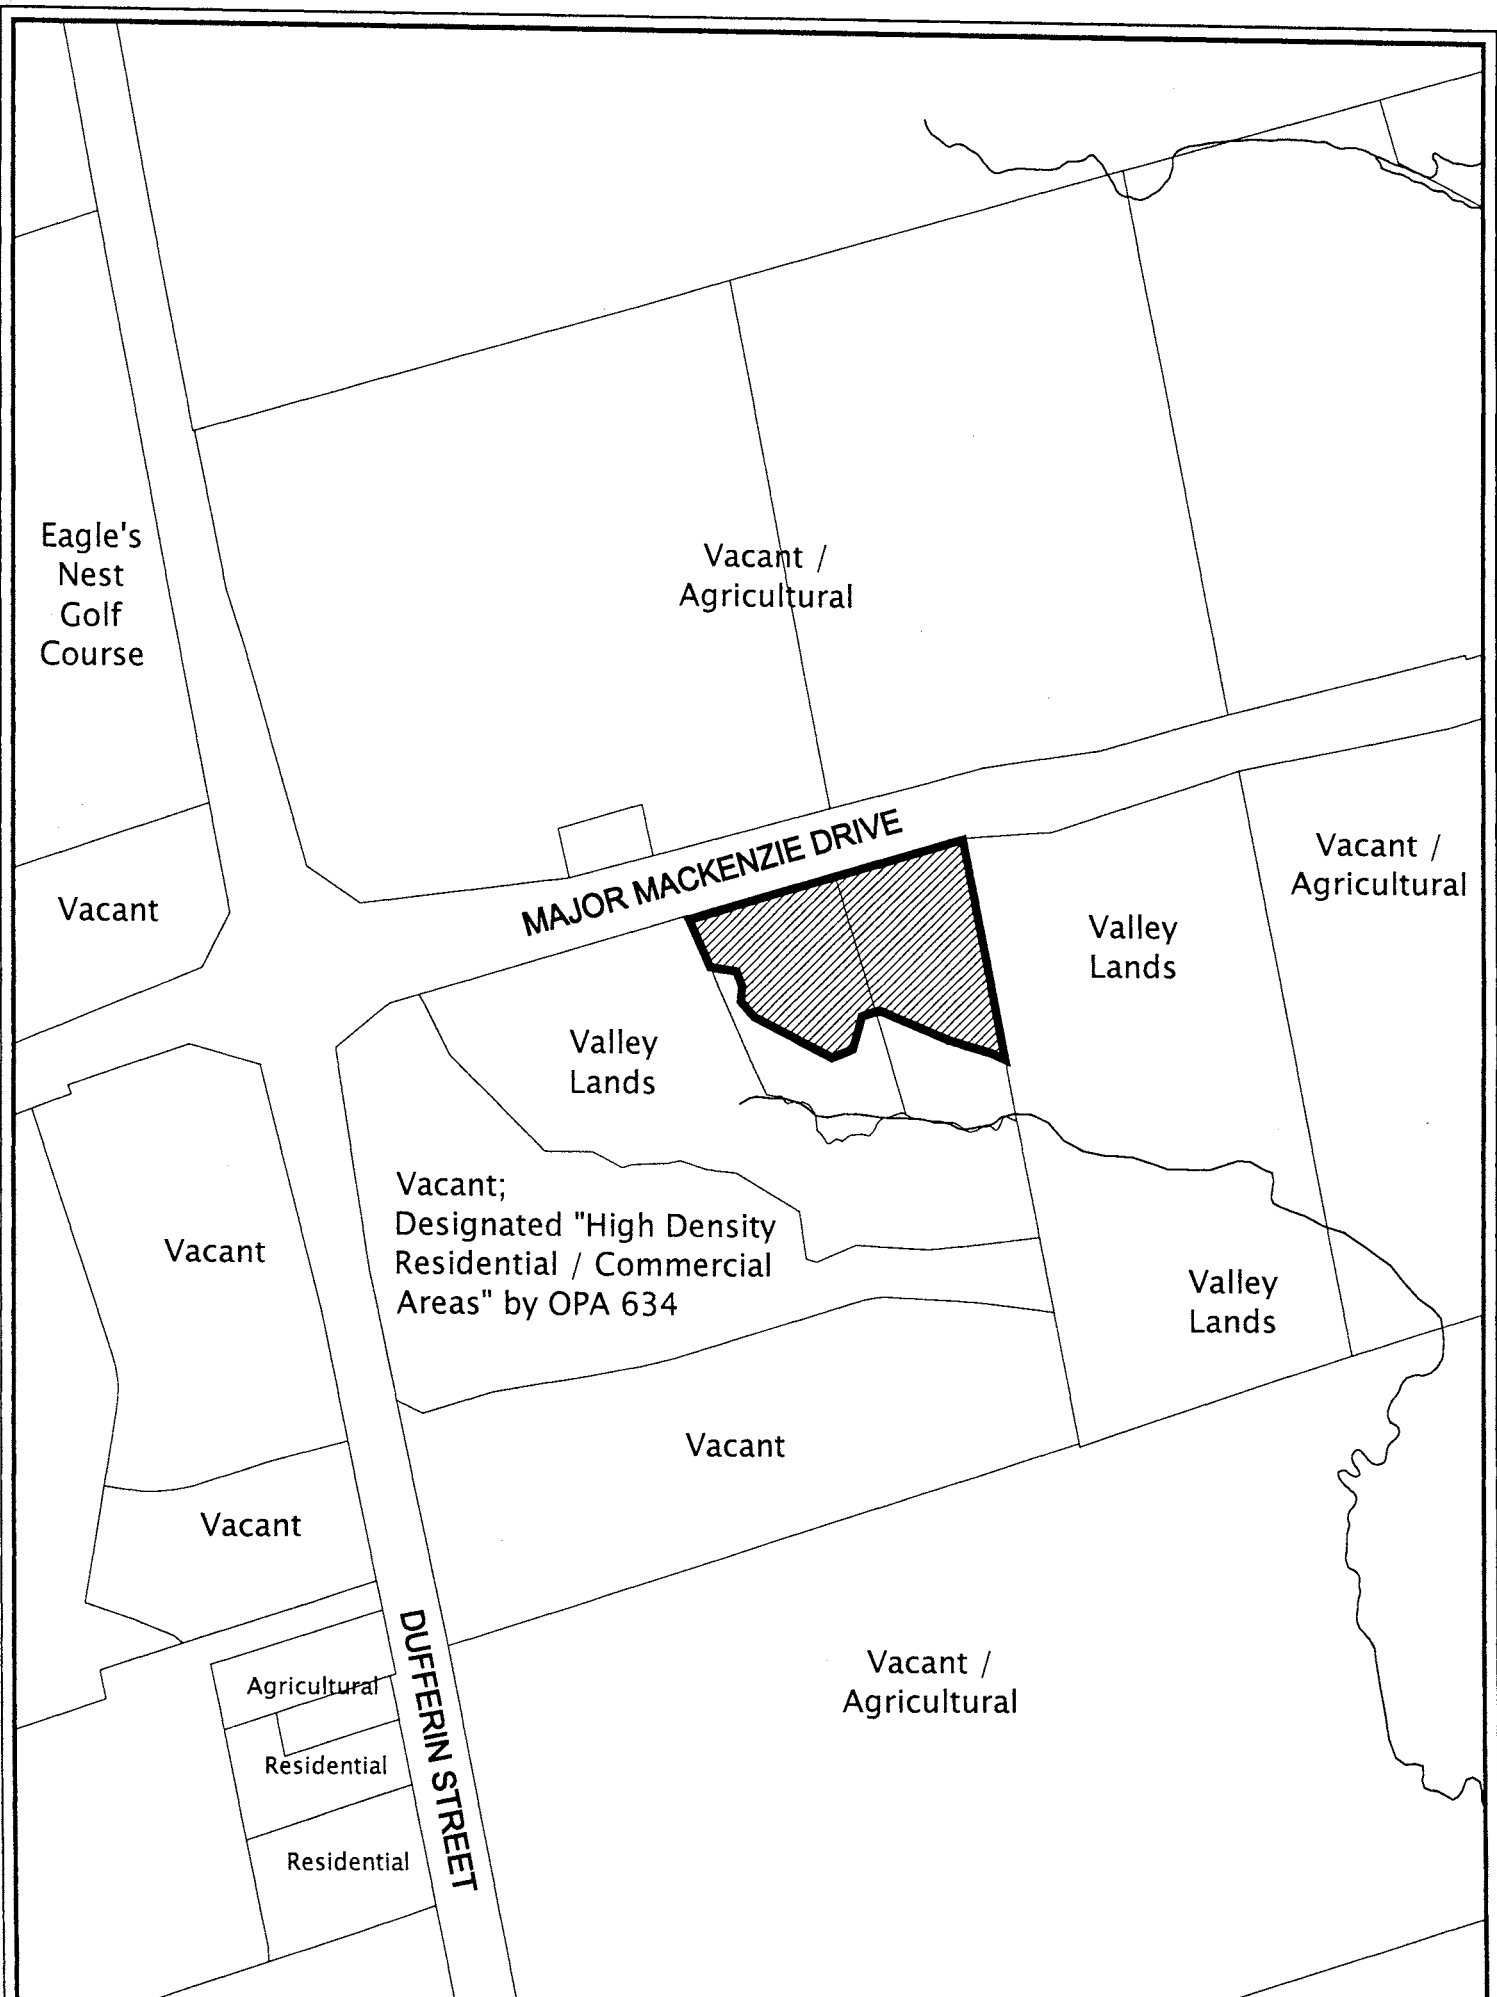 Eagle's
Nest
Golf
Course
Vacant /
Agricultural
MAJOR MACKENZIE DRIVE
Vacant /
Agricultural
Vacant
Valley
Lands
Valley
Lands
Vacant;
Designated "High Density
Residential / Commercial
Areas" by OPA 634
Vacant
Valley
Lands
Vacant
Vacant
DUFFERIN STREET
Vacant /
Agricultural
Agricultural
Residential
Residential